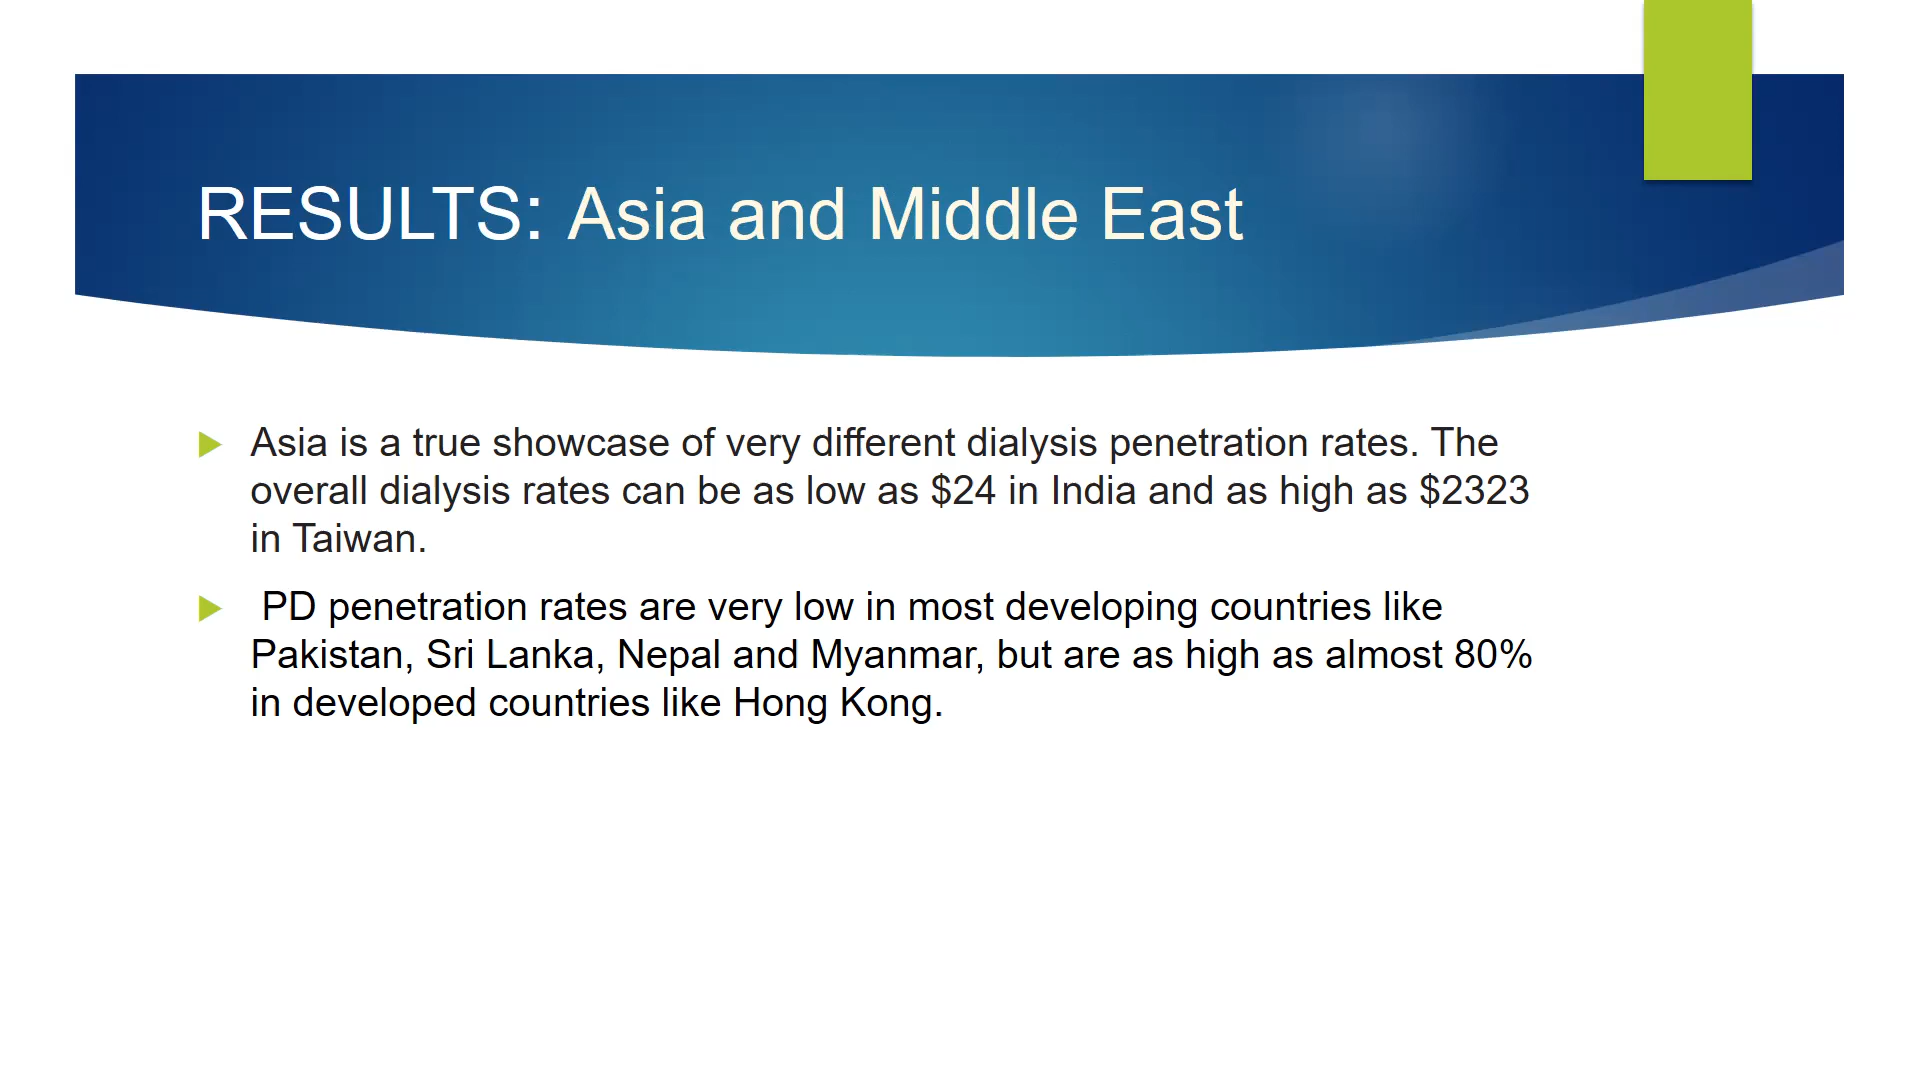 RESULTS: Asia and Middle East
Asia is a true showcase of very different dialysis penetration rates. The
overall dialysis rates can be as low as $24 in India and as high as $2323
in Taiwan.
PD penetration rates are very low in most developing countries like
Pakistan, Sri Lanka, Nepal and Myanmar, but are as high as almost 80%
in developed countries like Hong Kong.